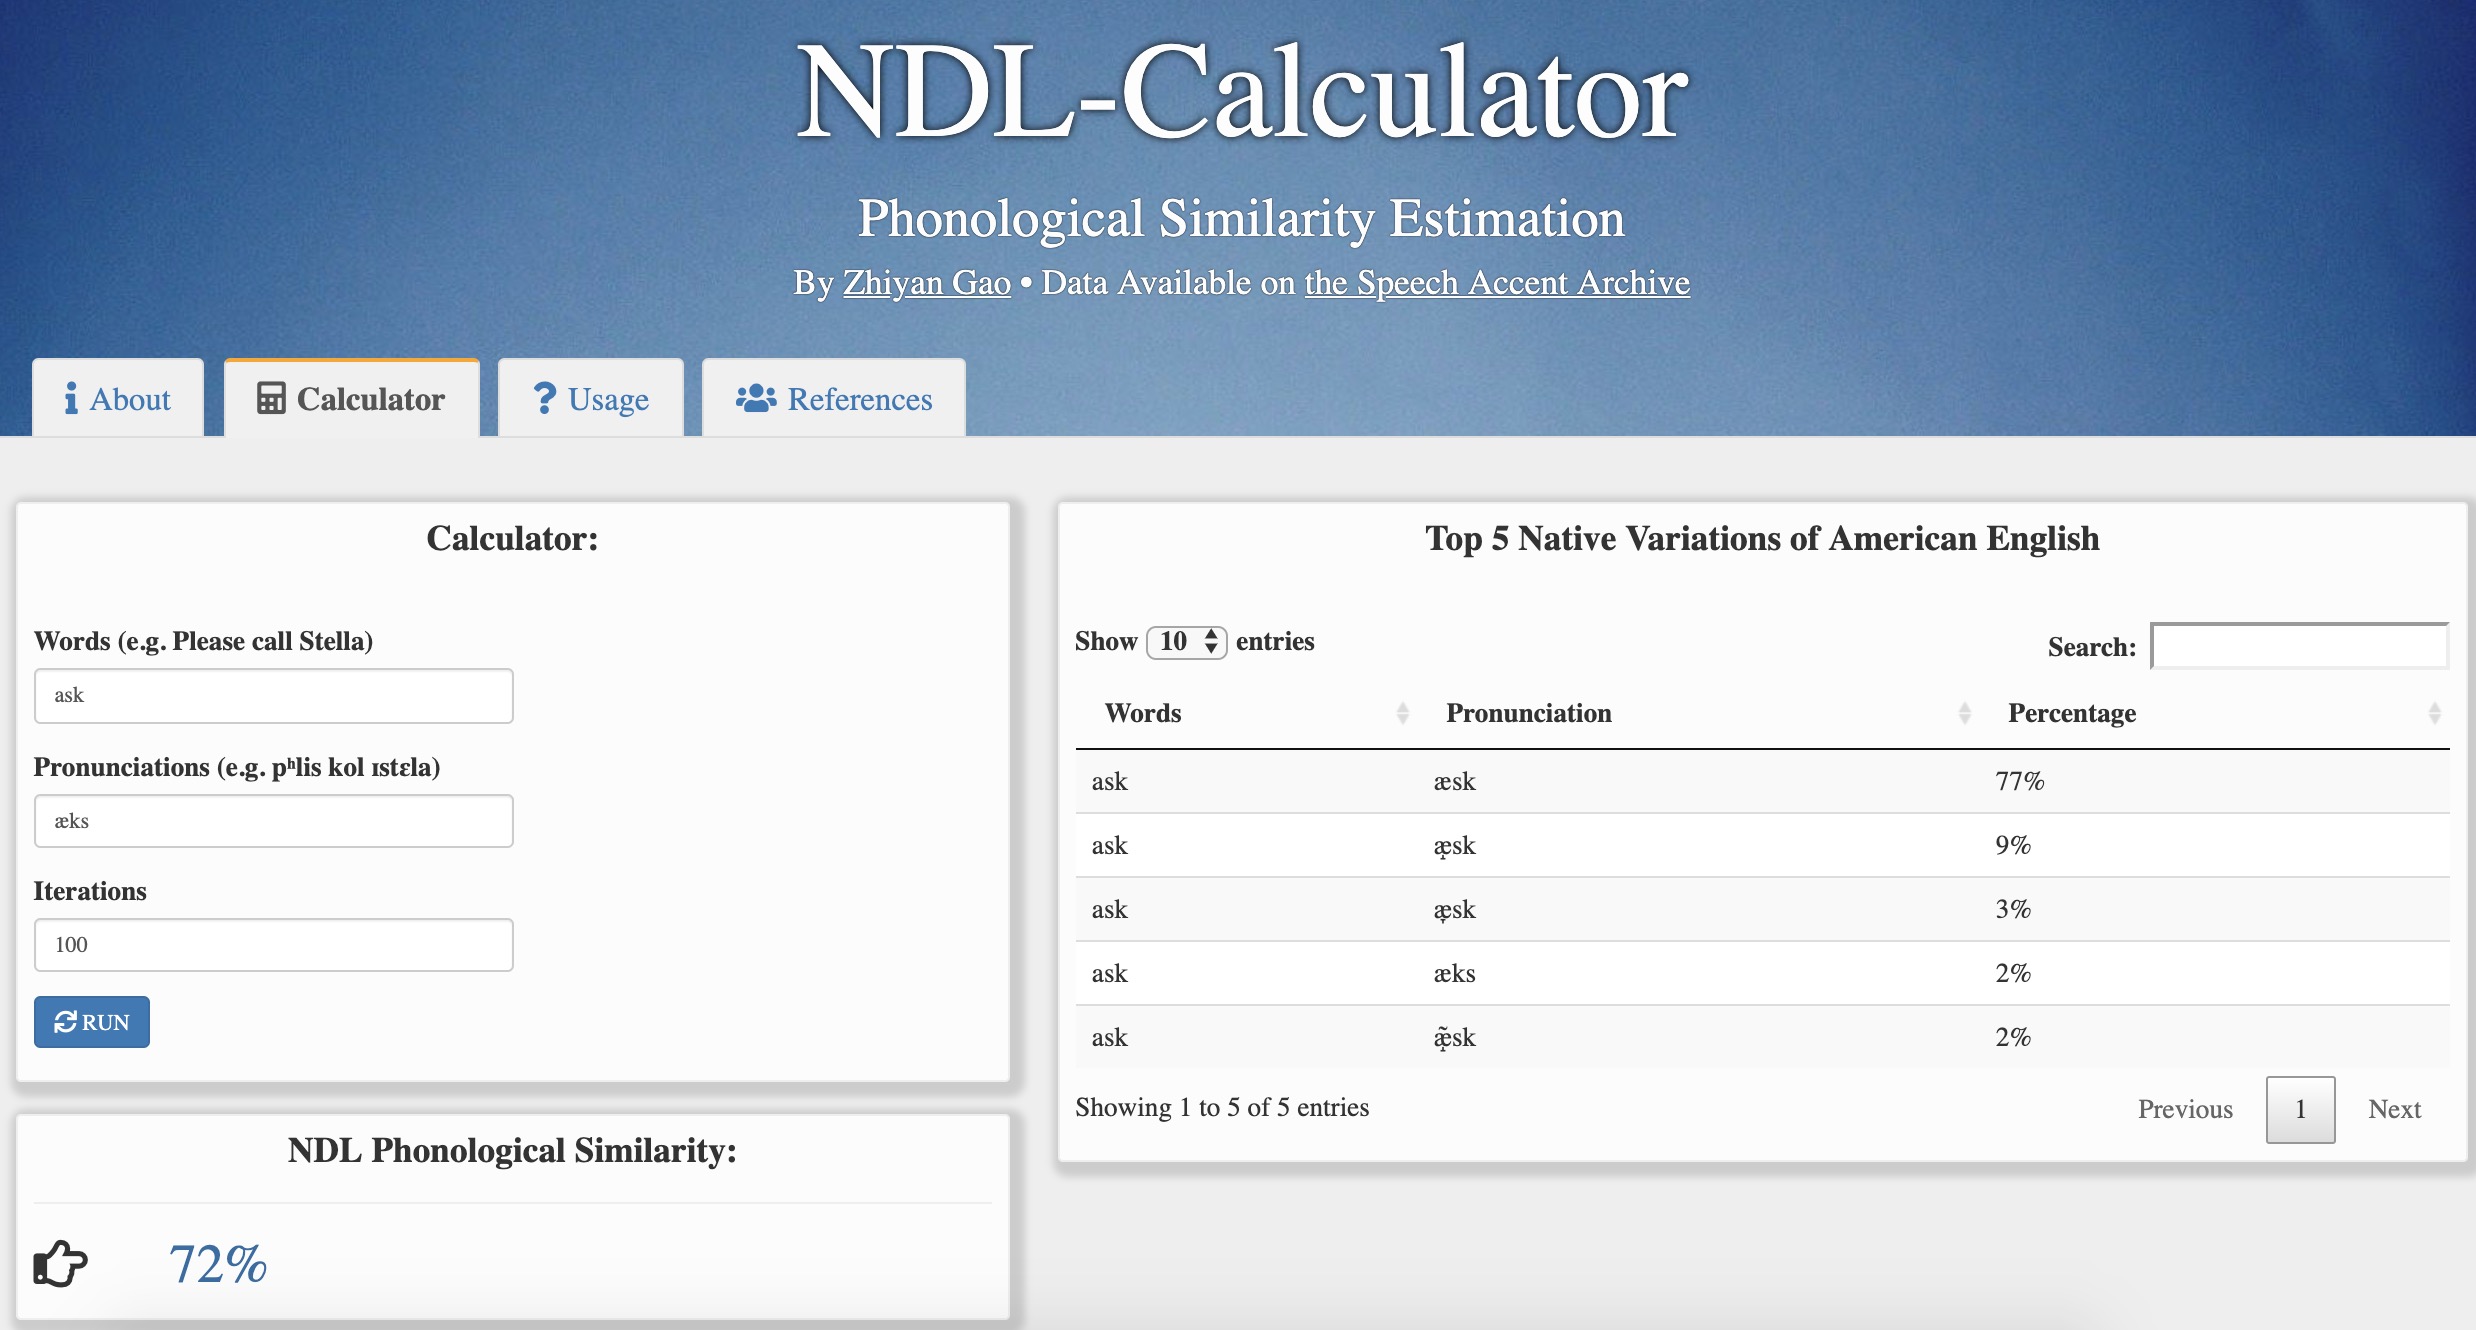 NDL-Calculator
Phonological Similarity Estimation
By Zhiyan Gao • Data Available on the Speech Accent Archive
About
Calculator
Usage
References
Calculator:
Words (e.g. Please call Stella)
ask
Pronunciations (e.g. pʰlis kol ɪstɛla)
æks
Iterations
100
RUN
NDL Phonological Similarity:
72%
Top 5 Native Variations of American English
Show 10 entries
Search:
Words Pronunciation Percentage
ask æsk 77%
ask æ̝sk 9%
ask æ̞sk 3%
ask æks 2%
ask æ̝̃sk 2%
Showing 1 to 5 of 5 entries
Previous 1 Next